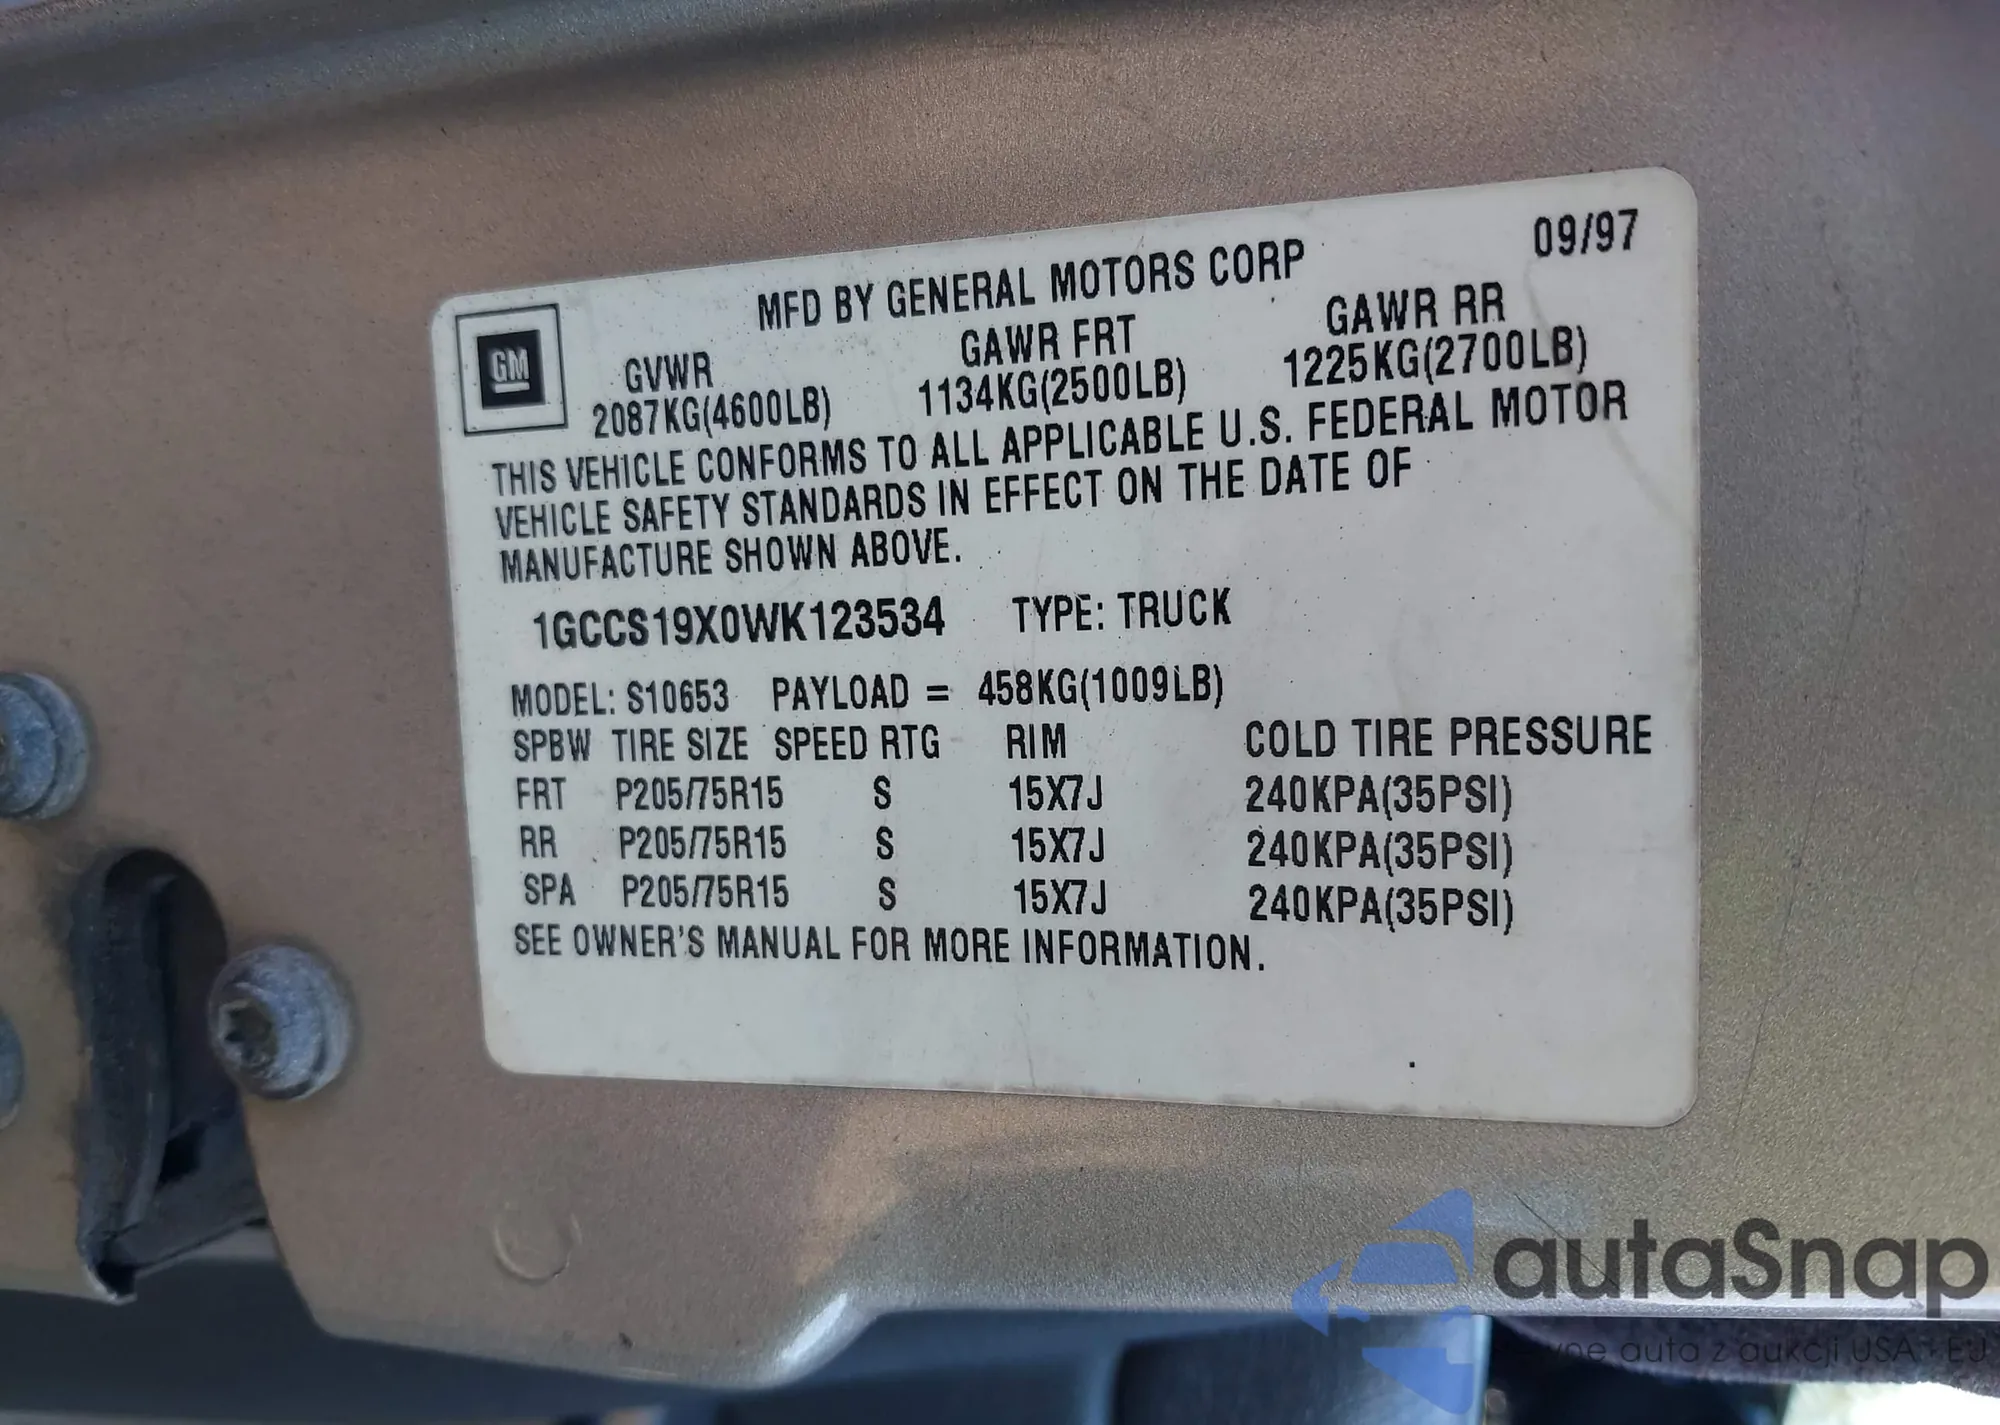 09/97
MFD BY GENERAL MOTORS CORP
GM
GVWR GAWR FRT GAWR RR
2087KG(4600LB) 1134KG(2500LB) 1225KG(2700LB)
THIS VEHICLE CONFORMS TO ALL APPLICABLE U.S. FEDERAL MOTOR
VEHICLE SAFETY STANDARDS IN EFFECT ON THE DATE OF
MANUFACTURE SHOWN ABOVE.
1GCCS19X0WK123534 TYPE: TRUCK
MODEL: S10653 PAYLOAD = 458KG(1009LB)
SPBW TIRE SIZE SPEED RTG RIM COLD TIRE PRESSURE
FRT P205/75R15 S 15X7J 240KPA(35PSI)
RR P205/75R15 S 15X7J 240KPA(35PSI)
SPA P205/75R15 S 15X7J 240KPA(35PSI)
SEE OWNER'S MANUAL FOR MORE INFORMATION.
autaSnap
auta z aukcji USA i EU